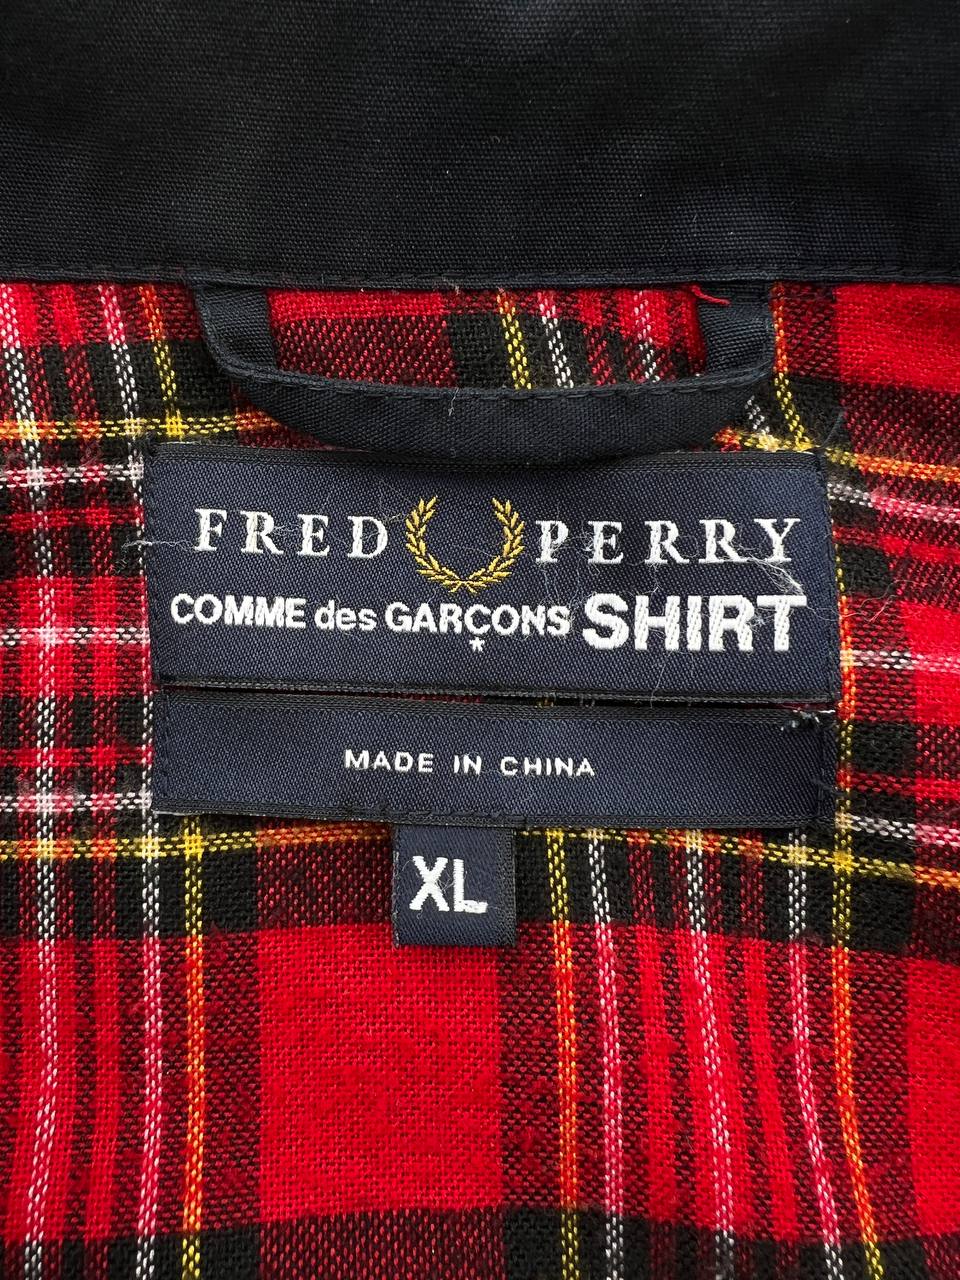 FRED PERRY
COMME des GARÇONS SHIRT
*
MADE IN CHINA
XL